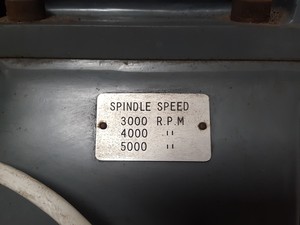 SPINDLE SPEED
3000 R.P.M
4000 .,,
5000 ,,